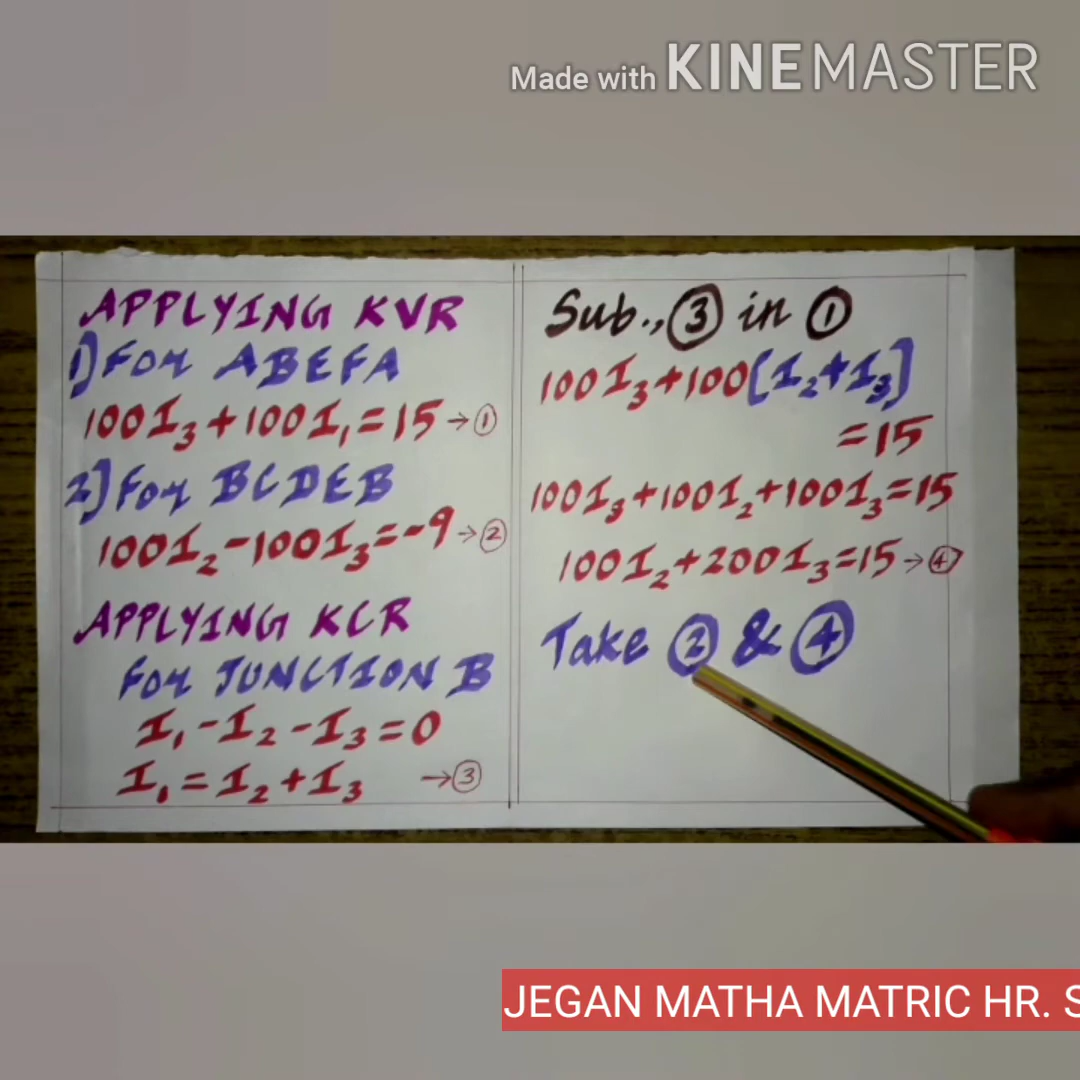 Made with KINEMASTER
APPLYING KVR
1) For ABEFA
100I₃ + 100I₁ = 15 → ①
2) For BCDEB
100I₂ - 100I₃ = -9 → ②
APPLYING KCR
For JUNCTION B
I₁ - I₂ - I₃ = 0
I₁ = I₂ + I₃ → ③
Sub., ③ in ①
100I₃ + 100(I₂ + I₃)
= 15
100I₃ + 100I₂ + 100I₃ = 15
100I₂ + 200I₃ = 15 → ④
Take ② & ④
JEGAN MATHA MATRIC HR. S